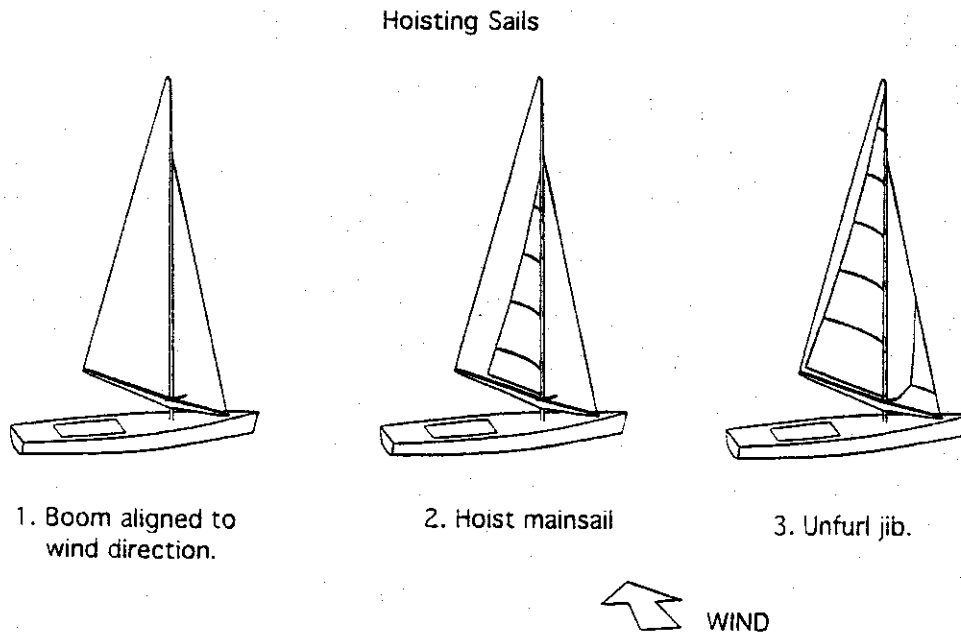 Hoisting Sails
1. Boom aligned to
wind direction.
2. Hoist mainsail
3. Unfurl jib.
WIND